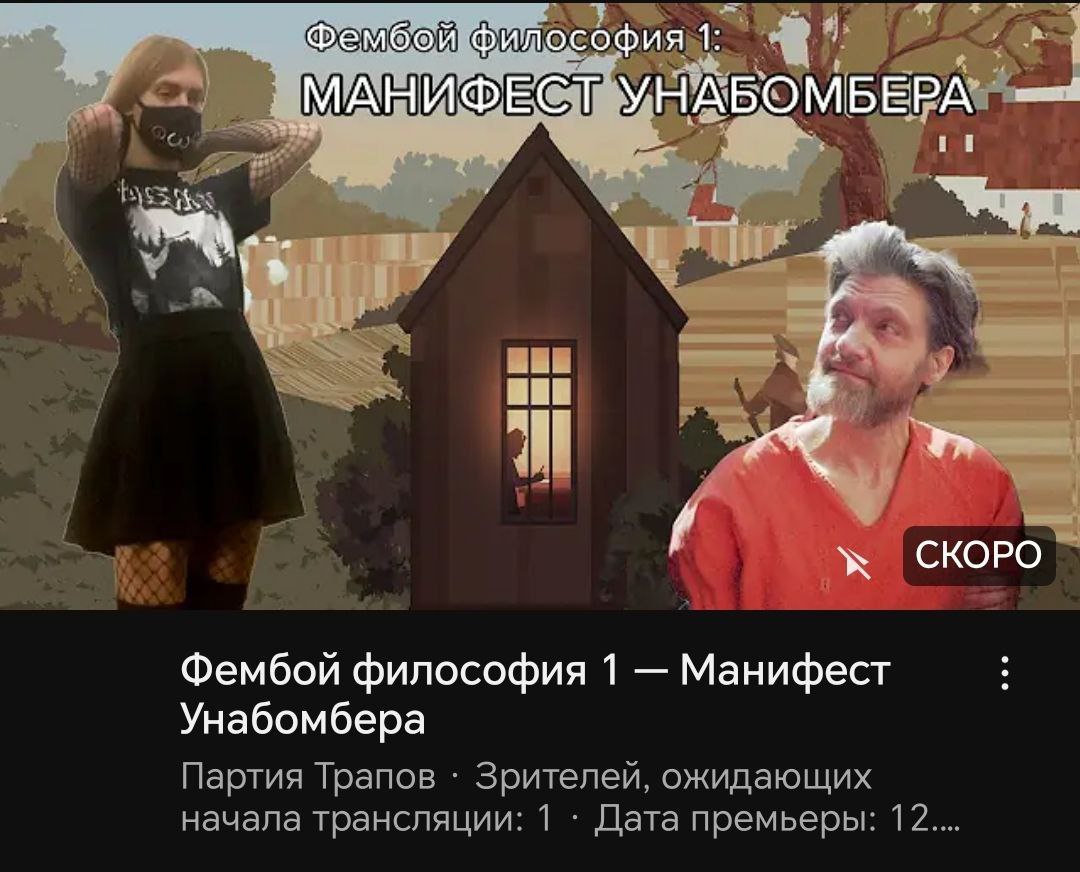 Фембой философия 1:
МАНИФЕСТ УНАБОМБЕРА
СКОРО
Фембой философия 1 — Манифест
Унабомбера
Партия Трапов · Зрителей, ожидающих
начала трансляции: 1 · Дата премьеры: 12....